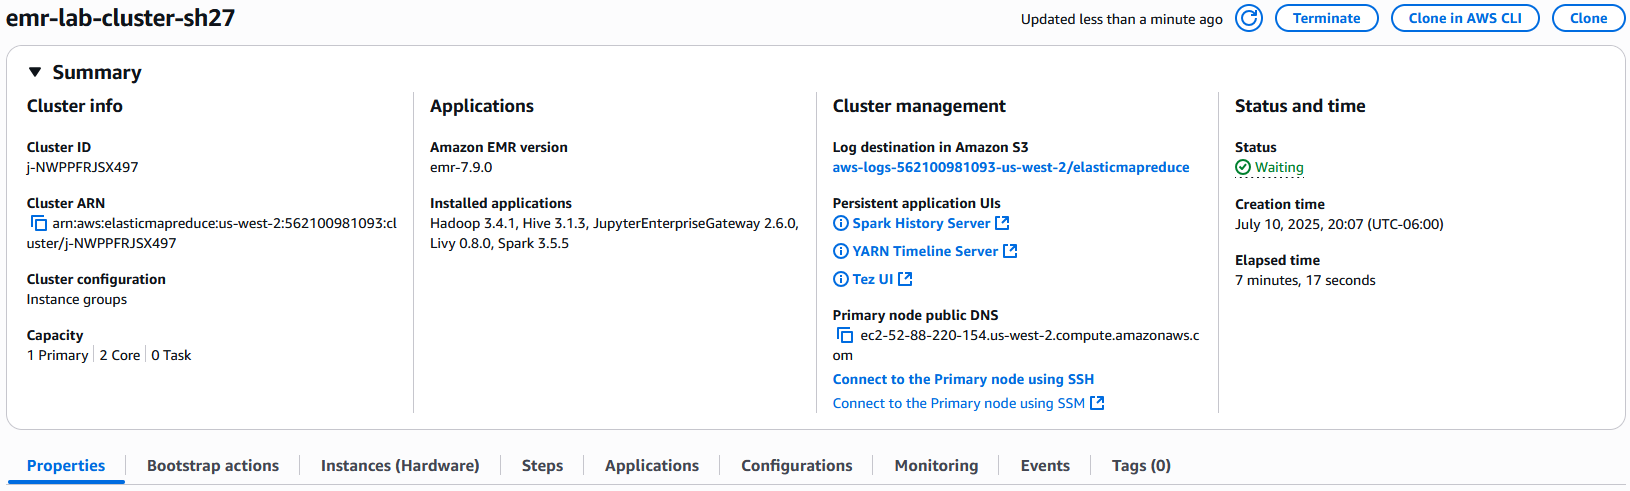 emr-lab-cluster-sh27
Updated less than a minute ago
Terminate
Clone in AWS CLI
Clone
Summary
Cluster info
Cluster ID
j-NWPPFRJSX497
Cluster ARN
arn:aws:elasticmapreduce:us-west-2:562100981093:cl
uster/j-NWPPFRJSX497
Cluster configuration
Instance groups
Capacity
1 Primary | 2 Core | 0 Task
Applications
Amazon EMR version
emr-7.9.0
Installed applications
Hadoop 3.4.1, Hive 3.1.3, JupyterEnterpriseGateway 2.6.0,
Livy 0.8.0, Spark 3.5.5
Cluster management
Log destination in Amazon S3
aws-logs-562100981093-us-west-2/elasticmapreduce
Persistent application UIs
Spark History Server
YARN Timeline Server
Tez UI
Primary node public DNS
ec2-52-88-220-154.us-west-2.compute.amazonaws.c
om
Connect to the Primary node using SSH
Connect to the Primary node using SSM
Status and time
Status
Waiting
Creation time
July 10, 2025, 20:07 (UTC-06:00)
Elapsed time
7 minutes, 17 seconds
Properties
Bootstrap actions
Instances (Hardware)
Steps
Applications
Configurations
Monitoring
Events
Tags (0)